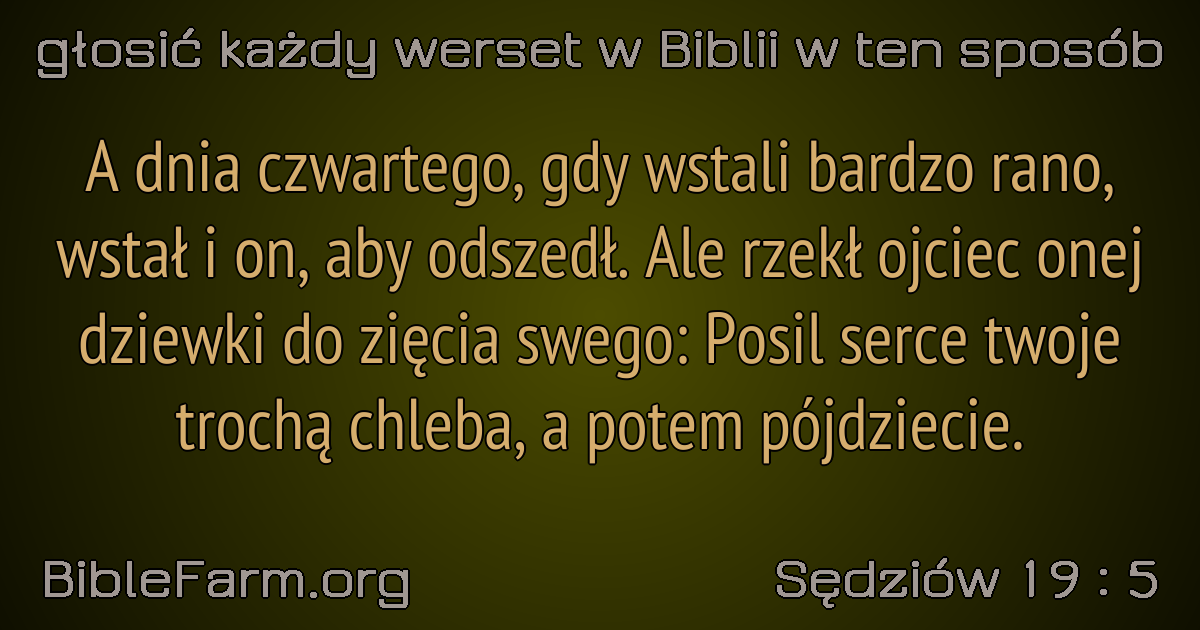 głosić każdy werset w Biblii w ten sposób
A dnia czwartego, gdy wstali bardzo rano,
wstał i on, aby odszedł. Ale rzekł ojciec onej
dziewki do zięcia swego: Posil serce twoje
trochą chleba, a potem pójdziecie.
BibleFarm.org
Sędziów 19 : 5